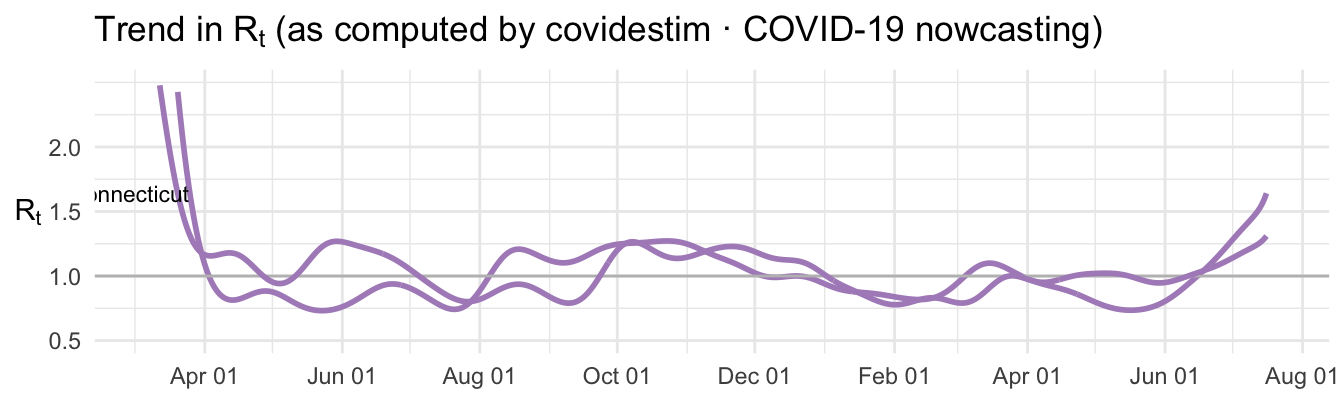 Trend in Rt (as computed by covidestim · COVID-19 nowcasting)
2.0
onnecticut
Rt
1.5
1.0
0.5
Apr 01 Jun 01 Aug 01 Oct 01 Dec 01 Feb 01 Apr 01 Jun 01 Aug 01